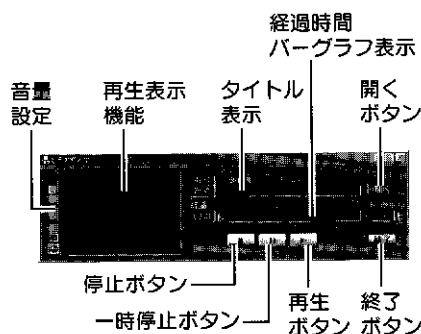 経過時間
バーグラフ表示
音量
設定
再生表示
機能
タイトル
表示
開く
ボタン
停止ボタン
一時停止ボタン
再生
ボタン
終了
ボタン